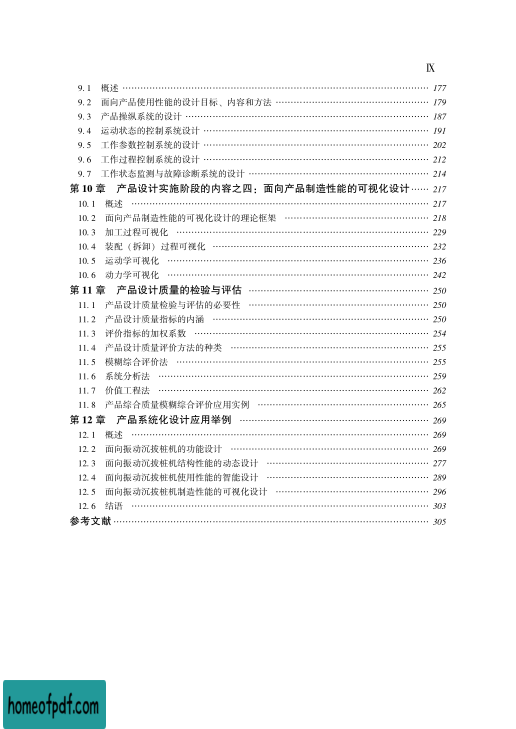 Ⅸ
9. 1 概述 ………………………………………………………… 177
9. 2 面向产品使用性能的设计目标、内容和方法 ………………………………… 179
9. 3 产品操纵系统的设计 ………………………………………………… 187
9. 4 运动状态的控制系统设计 ……………………………………………… 191
9. 5 工作参数控制系统的设计 ……………………………………………… 202
9. 6 工作过程控制系统的设计 ……………………………………………… 212
9. 7 工作状态监测与故障诊断系统的设计 ……………………………………… 214
第 10 章 产品设计实施阶段的内容之四：面向产品制造性能的可视化设计 …… 217
10. 1 概述 ………………………………………………………… 217
10. 2 面向产品制造性能的可视化设计的理论框架 ……………………………… 218
10. 3 加工过程可视化 …………………………………………………… 229
10. 4 装配（拆卸）过程可视化 ……………………………………………… 232
10. 5 运动学可视化 ……………………………………………………… 236
10. 6 动力学可视化 ……………………………………………………… 242
第 11 章 产品设计质量的检验与评估 ……………………………………… 250
11. 1 产品设计质量检验与评估的必要性 ……………………………………… 250
11. 2 产品设计质量指标的内涵 ……………………………………………… 250
11. 3 评价指标的加权系数 ………………………………………………… 254
11. 4 产品设计质量评价方法的种类 ………………………………………… 255
11. 5 模糊综合评价法 …………………………………………………… 255
11. 6 系统分析法 ……………………………………………………… 259
11. 7 价值工程法 ……………………………………………………… 262
11. 8 产品综合质量模糊综合评价应用实例 …………………………………… 265
第 12 章 产品系统化设计应用举例 ………………………………………… 269
12. 1 概述 ………………………………………………………… 269
12. 2 面向振动沉拔桩机的功能设计 ………………………………………… 269
12. 3 面向振动沉拔桩机结构性能的动态设计 ………………………………… 277
12. 4 面向振动沉拔桩机使用性能的智能设计 ………………………………… 289
12. 5 面向振动沉拔桩机制造性能的可视化设计 ……………………………… 296
12. 6 结语 ………………………………………………………… 303
参考文献 …………………………………………………………… 305
homeofpdf.com